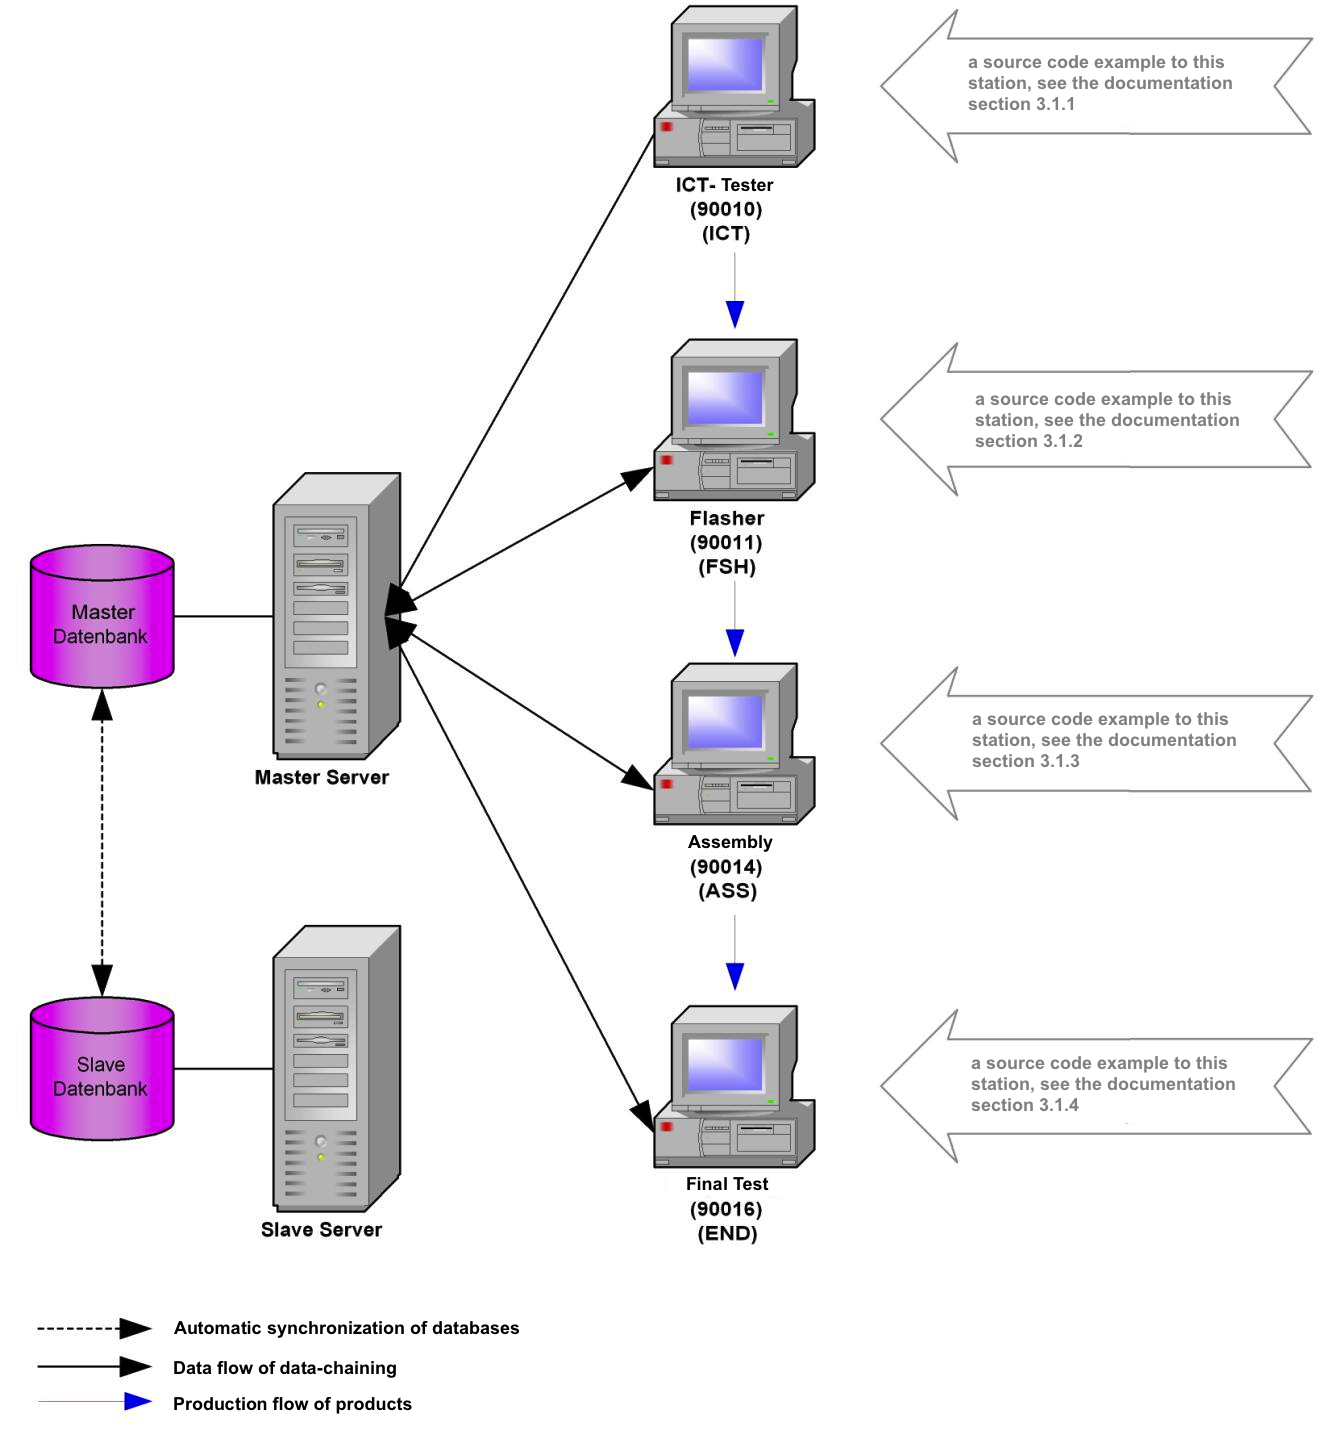 a source code example to this
station, see the documentation
section 3.1.1
ICT- Tester
(90010)
(ICT)
a source code example to this
station, see the documentation
section 3.1.2
Flasher
(90011)
(FSH)
Master
Datenbank
Master Server
a source code example to this
station, see the documentation
section 3.1.3
Assembly
(90014)
(ASS)
Slave
Datenbank
Slave Server
a source code example to this
station, see the documentation
section 3.1.4
Final Test
(90016)
(END)
Automatic synchronization of databases
Data flow of data-chaining
Production flow of products